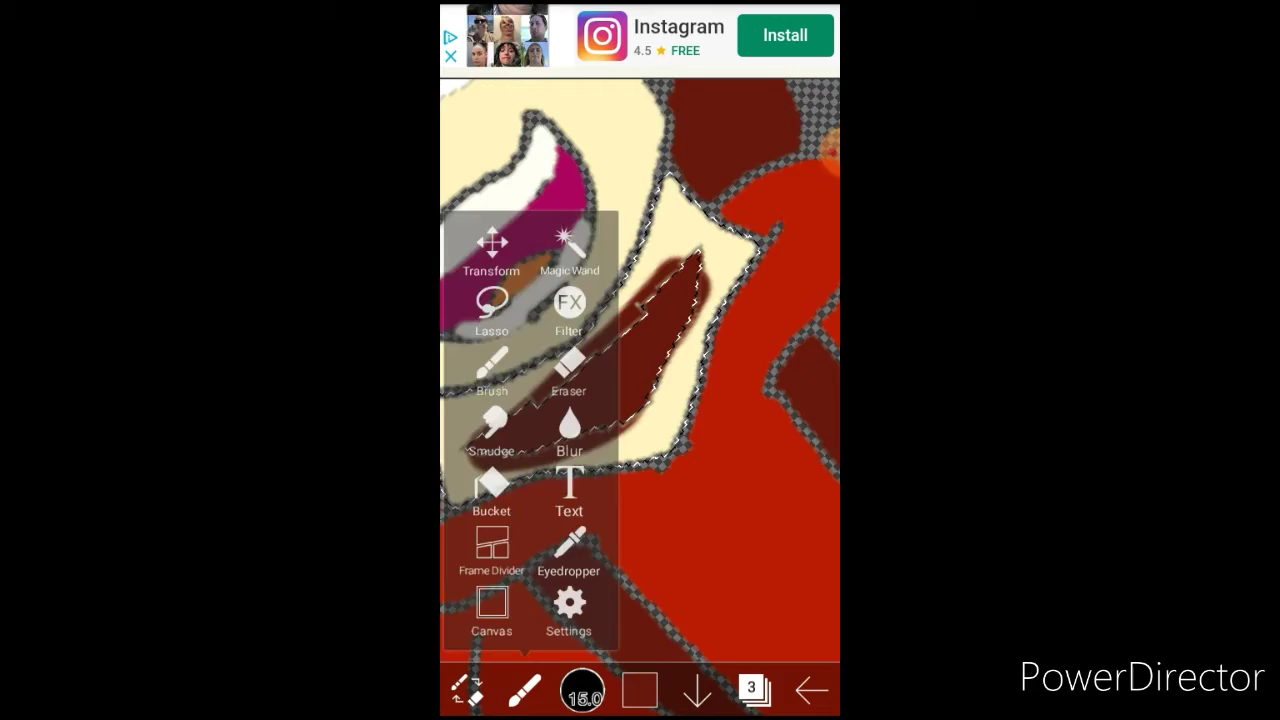 Instagram
4.5 ★ FREE
Install
Transform
Magic Wand
Lasso
FX
Filter
Brush
Eraser
Smudge
Blur
Bucket
T
Text
Frame Divider
Eyedropper
Canvas
Settings
15.0
3
PowerDirector